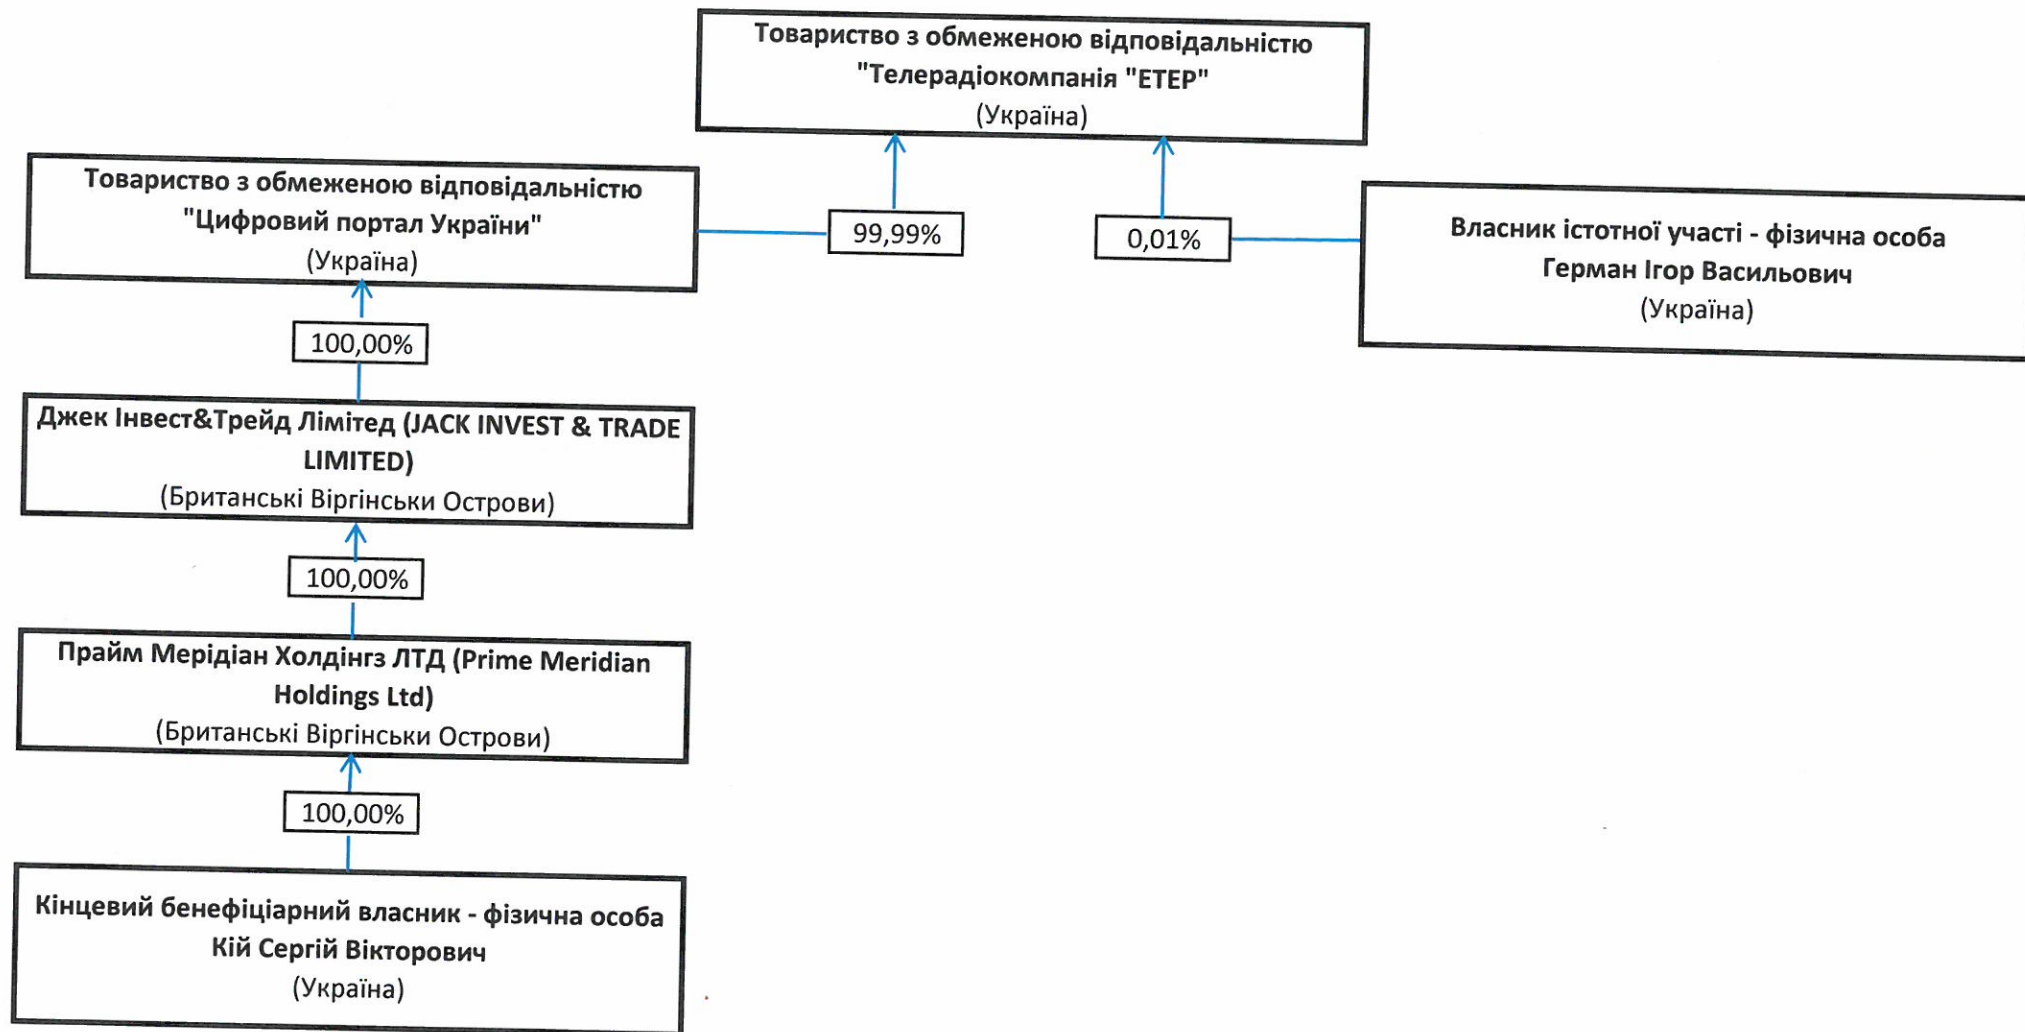 Товариство з обмеженою відповідальністю
"Телерадіокомпанія "ЕТЕР"
(Україна)
Товариство з обмеженою відповідальністю
"Цифровий портал України"
(Україна)
99,99%
0,01%
Власник істотної участі - фізична особа
Герман Ігор Васильович
(Україна)
100,00%
Джек Інвест&Трейд Лімітед (JACK INVEST & TRADE
LIMITED)
(Британські Віргінськи Острови)
100,00%
Прайм Мерідіан Холдінгз ЛТД (Prime Meridian
Holdings Ltd)
(Британські Віргінськи Острови)
100,00%
Кінцевий бенефіціарний власник - фізична особа
Кій Сергій Вікторович
(Україна)